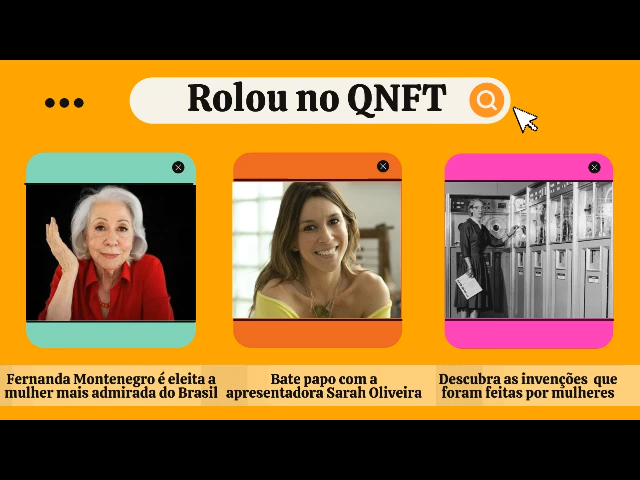 Rolou no QNFT
Fernanda Montenegro é eleita a
mulher mais admirada do Brasil
Bate papo com a
apresentadora Sarah Oliveira
Descubra as invenções que
foram feitas por mulheres